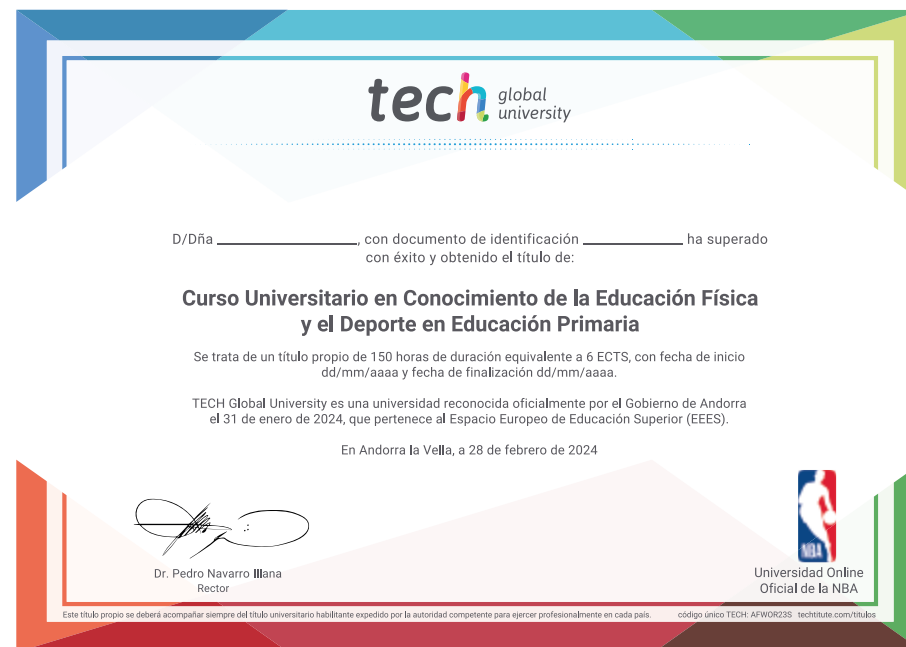 tech global university
D/Dña ____________________, con documento de identificación ______________ ha superado
con éxito y obtenido el título de:
Curso Universitario en Conocimiento de la Educación Física
y el Deporte en Educación Primaria
Se trata de un título propio de 150 horas de duración equivalente a 6 ECTS, con fecha de inicio
dd/mm/aaaa y fecha de finalización dd/mm/aaaa.
TECH Global University es una universidad reconocida oficialmente por el Gobierno de Andorra
el 31 de enero de 2024, que pertenece al Espacio Europeo de Educación Superior (EEES).
En Andorra la Vella, a 28 de febrero de 2024
NBA
Dr. Pedro Navarro Illana
Rector
Universidad Online
Oficial de la NBA
Este título propio se deberá acompañar siempre del título universitario habilitante expedido por la autoridad competente para ejercer profesionalmente en cada país.
código único TECH: AFWOR23S techtitute.com/titulos